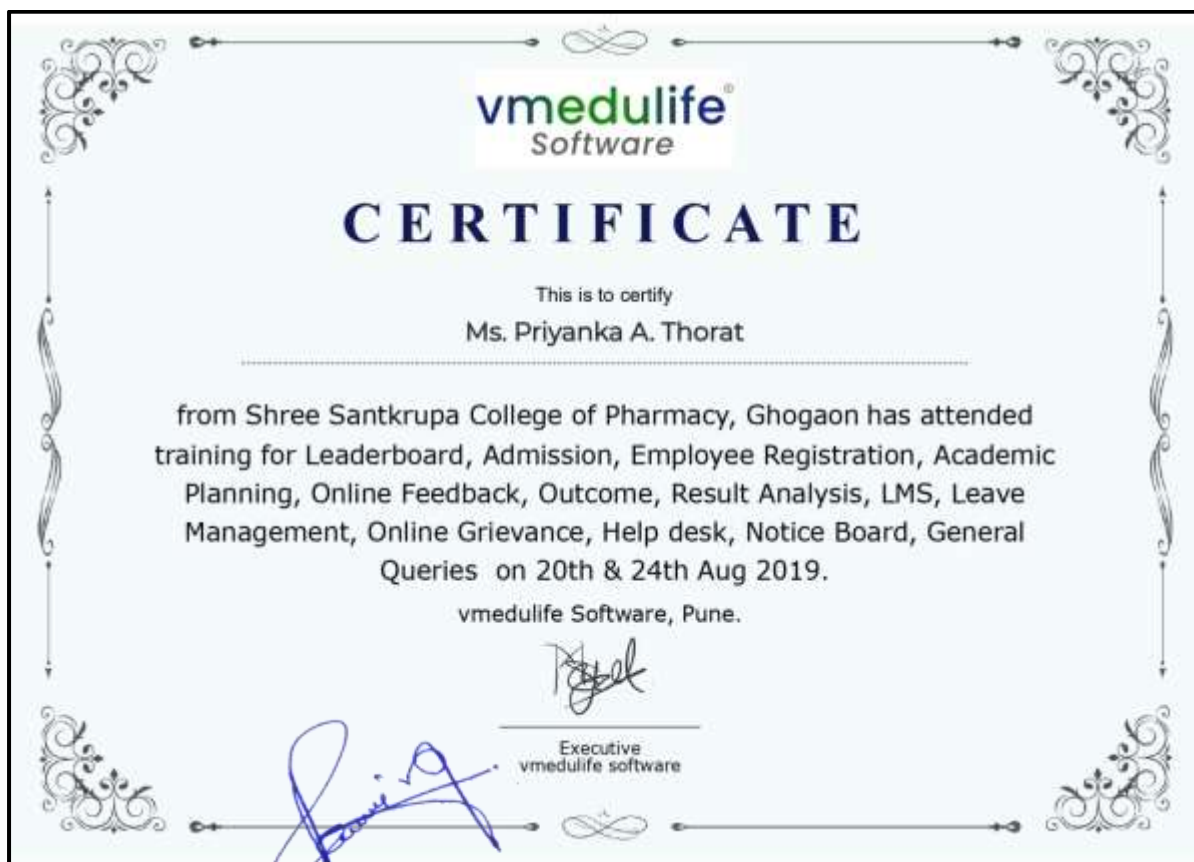 vmedulife®
Software
CERTIFICATE
This is to certify
Ms. Priyanka A. Thorat
from Shree Santkrupa College of Pharmacy, Ghogaon has attended
training for Leaderboard, Admission, Employee Registration, Academic
Planning, Online Feedback, Outcome, Result Analysis, LMS, Leave
Management, Online Grievance, Help desk, Notice Board, General
Queries on 20th & 24th Aug 2019.
vmedulife Software, Pune.
Executive
vmedulife software